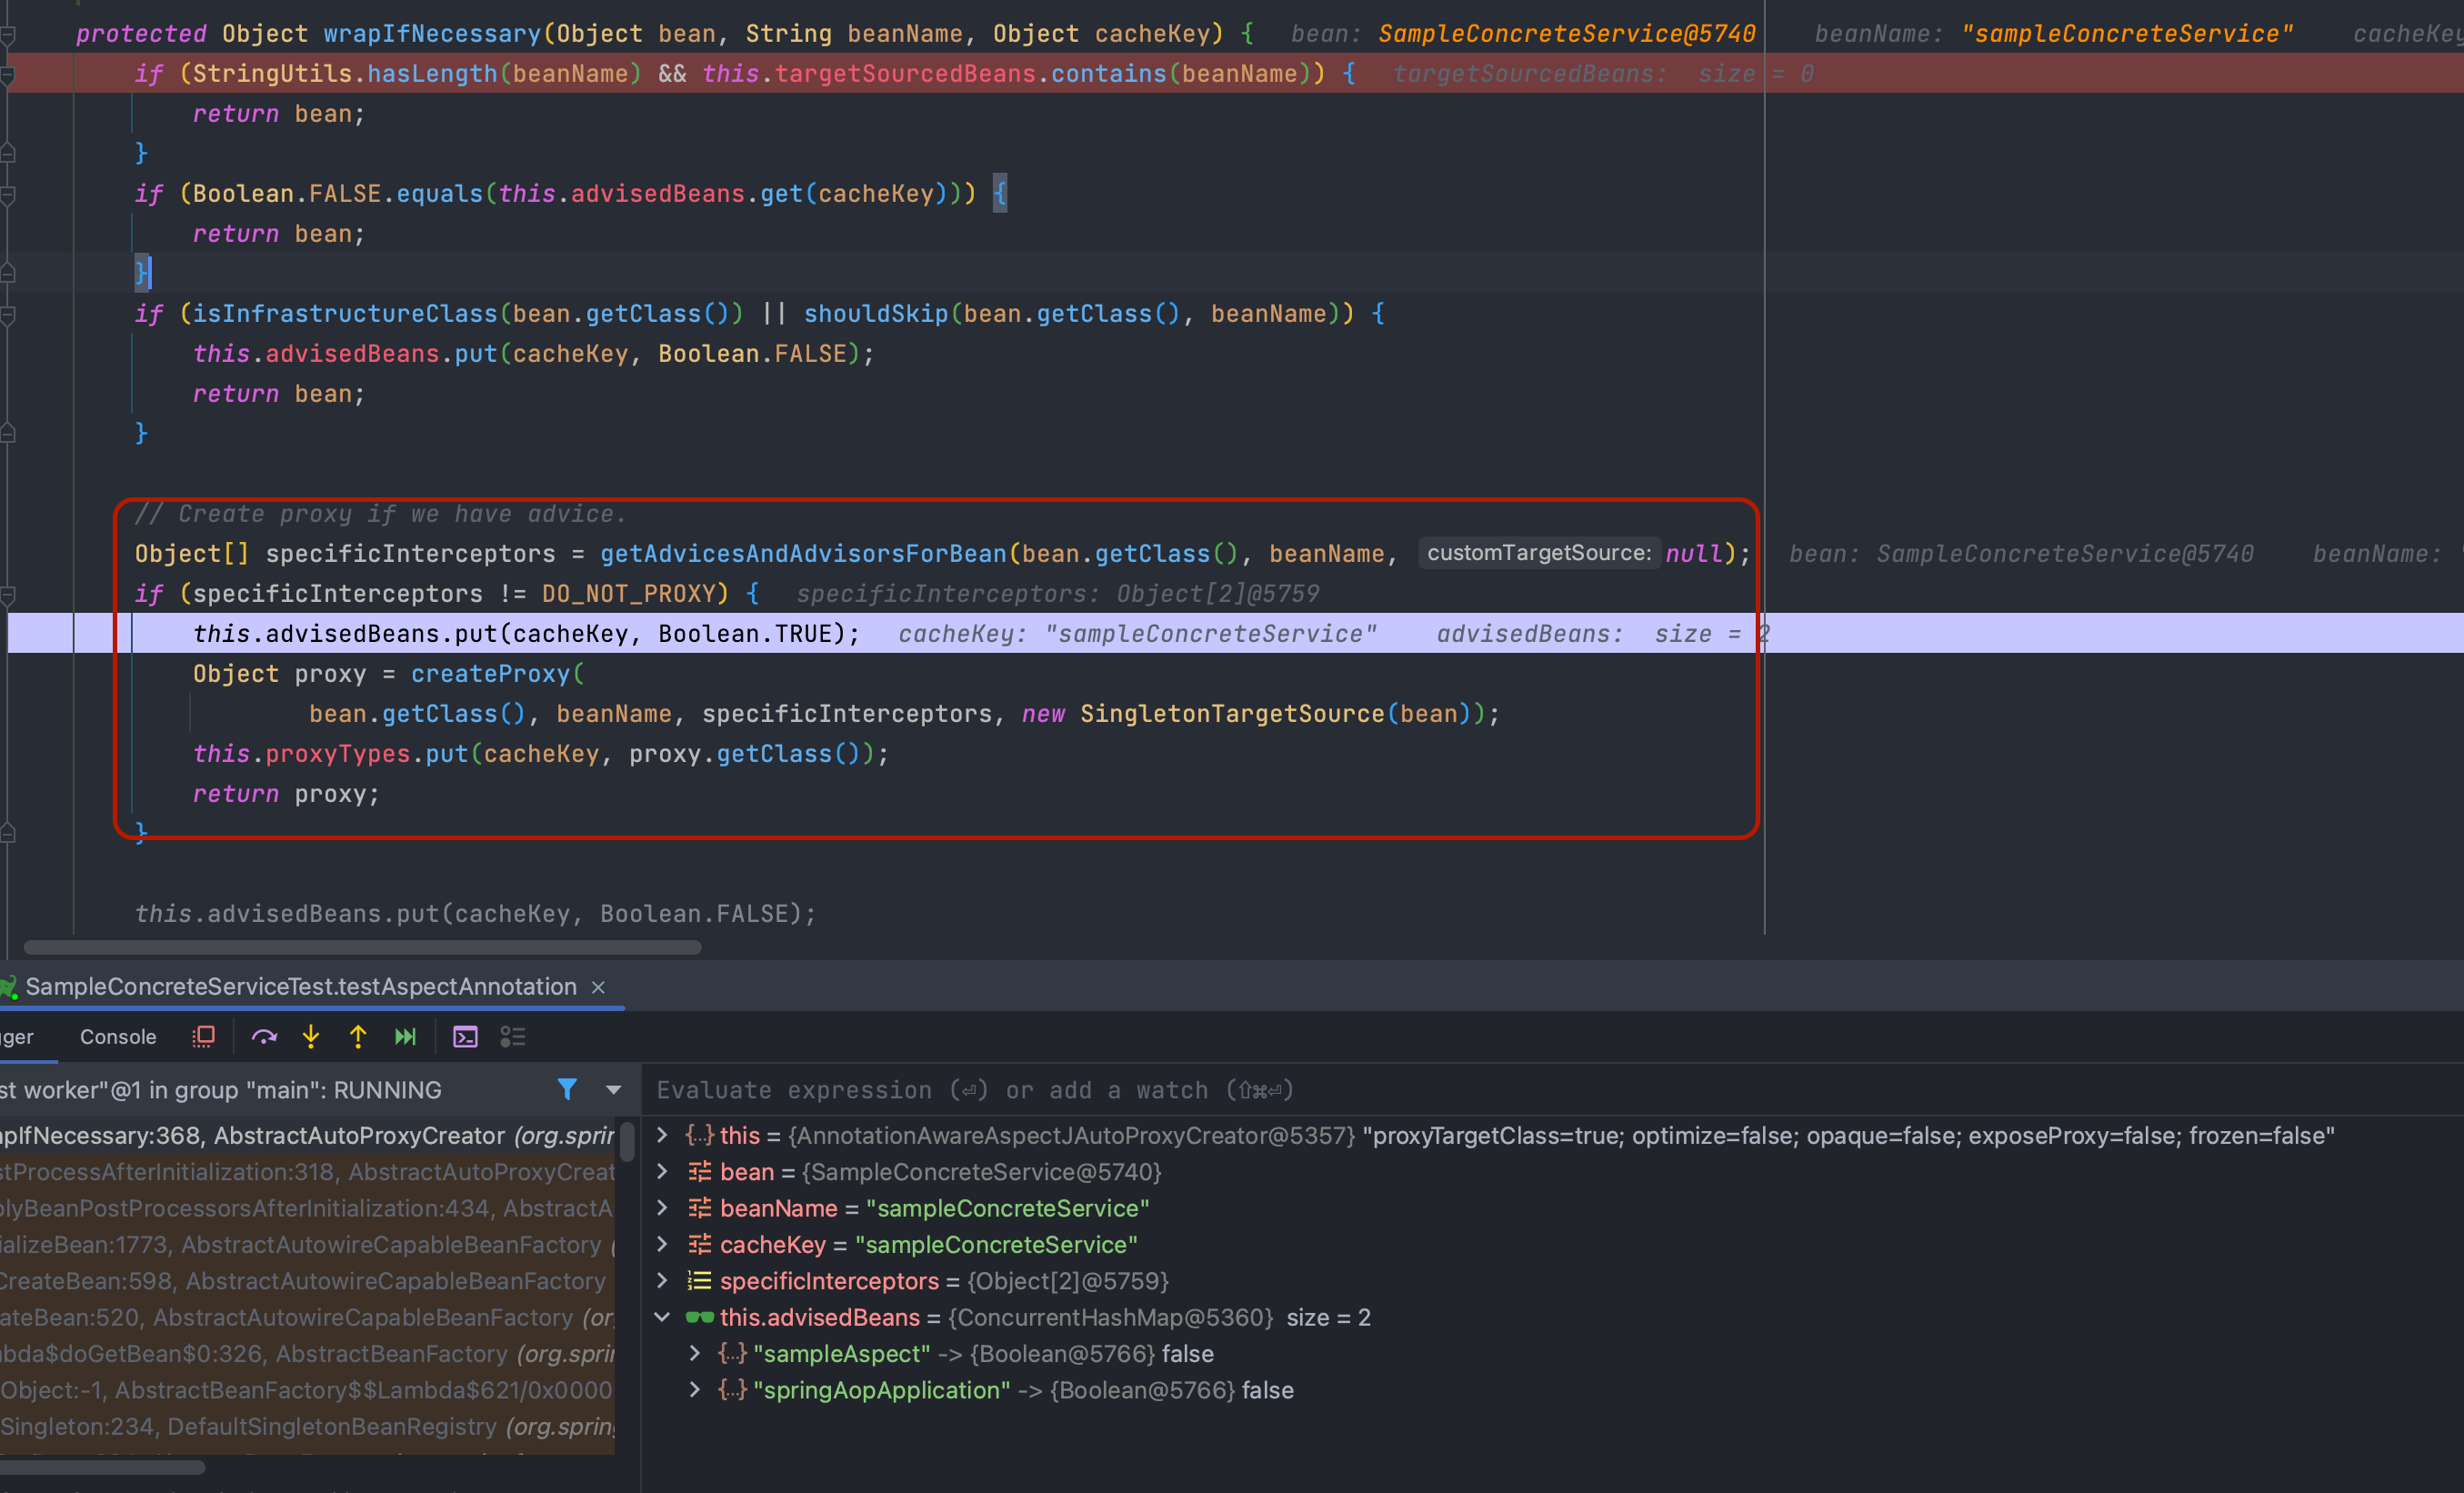 protected Object wrapIfNecessary(Object bean, String beanName, Object cacheKey) {   bean: SampleConcreteService@5740    beanName: "sampleConcreteService"    cacheKey
if (StringUtils.hasLength(beanName) && this.targetSourcedBeans.contains(beanName)) {   targetSourcedBeans:  size = 0
return bean;
}
if (Boolean.FALSE.equals(this.advisedBeans.get(cacheKey))) {
return bean;
}
if (isInfrastructureClass(bean.getClass()) || shouldSkip(bean.getClass(), beanName)) {
this.advisedBeans.put(cacheKey, Boolean.FALSE);
return bean;
}
// Create proxy if we have advice.
Object[] specificInterceptors = getAdvicesAndAdvisorsForBean(bean.getClass(), beanName, customTargetSource: null);   bean: SampleConcreteService@5740    beanName:
if (specificInterceptors != DO_NOT_PROXY) {   specificInterceptors: Object[2]@5759
this.advisedBeans.put(cacheKey, Boolean.TRUE);   cacheKey: "sampleConcreteService"    advisedBeans:  size = 2
Object proxy = createProxy(
bean.getClass(), beanName, specificInterceptors, new SingletonTargetSource(bean));
this.proxyTypes.put(cacheKey, proxy.getClass());
return proxy;
}
this.advisedBeans.put(cacheKey, Boolean.FALSE);
SampleConcreteServiceTest.testAspectAnnotation ×
gger Console
st worker"@1 in group "main": RUNNING
Evaluate expression (⏎) or add a watch (⇧⌘⏎)
apIfNecessary:368, AbstractAutoProxyCreator (org.sprin
stProcessAfterInitialization:318, AbstractAutoProxyCreat
plyBeanPostProcessorsAfterInitialization:434, AbstractA
ializeBean:1773, AbstractAutowireCapableBeanFactory (
CreateBean:598, AbstractAutowireCapableBeanFactory
ateBean:520, AbstractAutowireCapableBeanFactory (or
bda$doGetBean$0:326, AbstractBeanFactory (org.sprin
Object:-1, AbstractBeanFactory$$Lambda$621/0x0000
Singleton:234, DefaultSingletonBeanRegistry (org.spring
this = {AnnotationAwareAspectJAutoProxyCreator@5357} "proxyTargetClass=true; optimize=false; opaque=false; exposeProxy=false; frozen=false"
bean = {SampleConcreteService@5740}
beanName = "sampleConcreteService"
cacheKey = "sampleConcreteService"
specificInterceptors = {Object[2]@5759}
this.advisedBeans = {ConcurrentHashMap@5360} size = 2
"sampleAspect" -> {Boolean@5766} false
"springAopApplication" -> {Boolean@5766} false